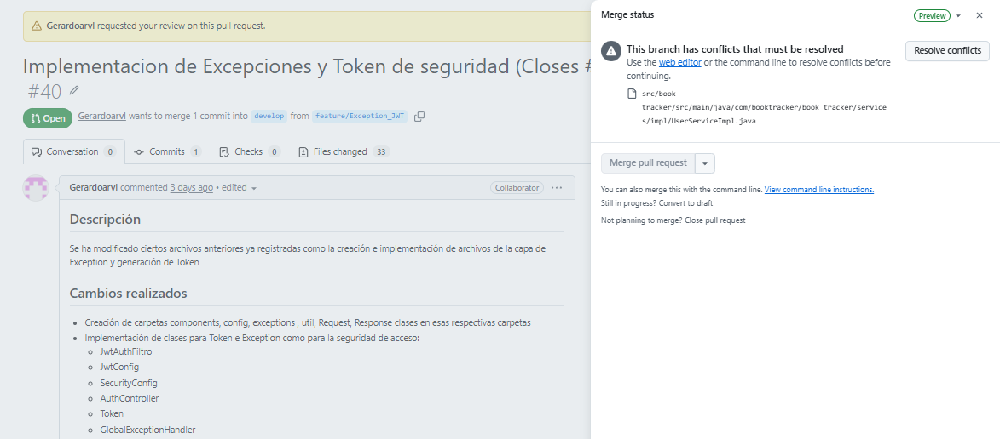 Gerardoarvl requested your review on this pull request.
Implementacion de Excepciones y Token de seguridad (Closes #
#40
Open
Gerardoarvl wants to merge 1 commit into develop from feature/Exception_JWT
Conversation 0 Commits 1 Checks 0 Files changed 33
Gerardoarvl commented 3 days ago • edited
Collaborator
Descripción
Se ha modificado ciertos archivos anteriores ya registradas como la creación e implementación de archivos de la capa de
Exception y generación de Token
Cambios realizados
Creación de carpetas components, config, exceptions , util, Request, Response clases en esas respectivas carpetas
Implementación de clases para Token e Exception como para la seguridad de acceso:
JwtAuthFiltro
JwtConfig
SecurityConfig
AuthController
Token
GlobalExceptionHandler
Merge status
Preview
This branch has conflicts that must be resolved
Use the web editor or the command line to resolve conflicts before
continuing.
Resolve conflicts
src/book-
tracker/src/main/java/com/booktracker/book_tracker/service
s/impl/UserServiceImpl.java
Merge pull request
You can also merge this with the command line. View command line instructions.
Still in progress? Convert to draft
Not planning to merge? Close pull request